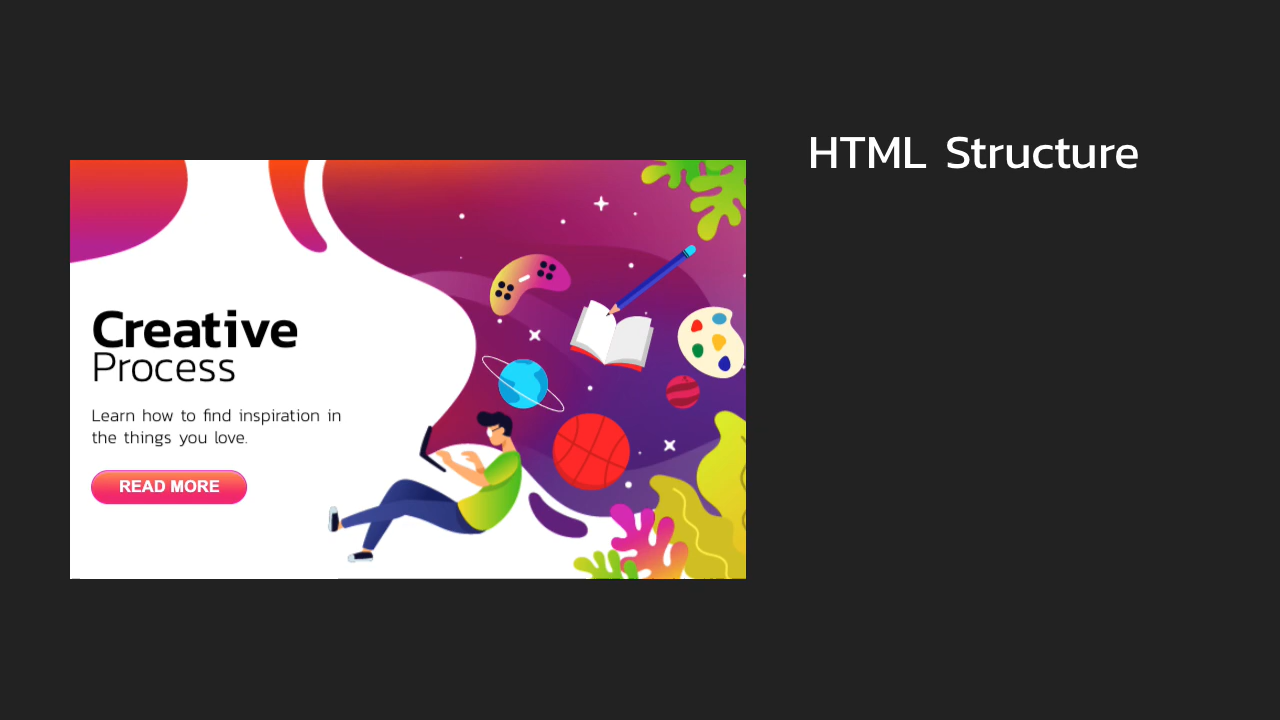 HTML Structure
Creative
Process
Learn how to find inspiration in
the things you love.
READ MORE